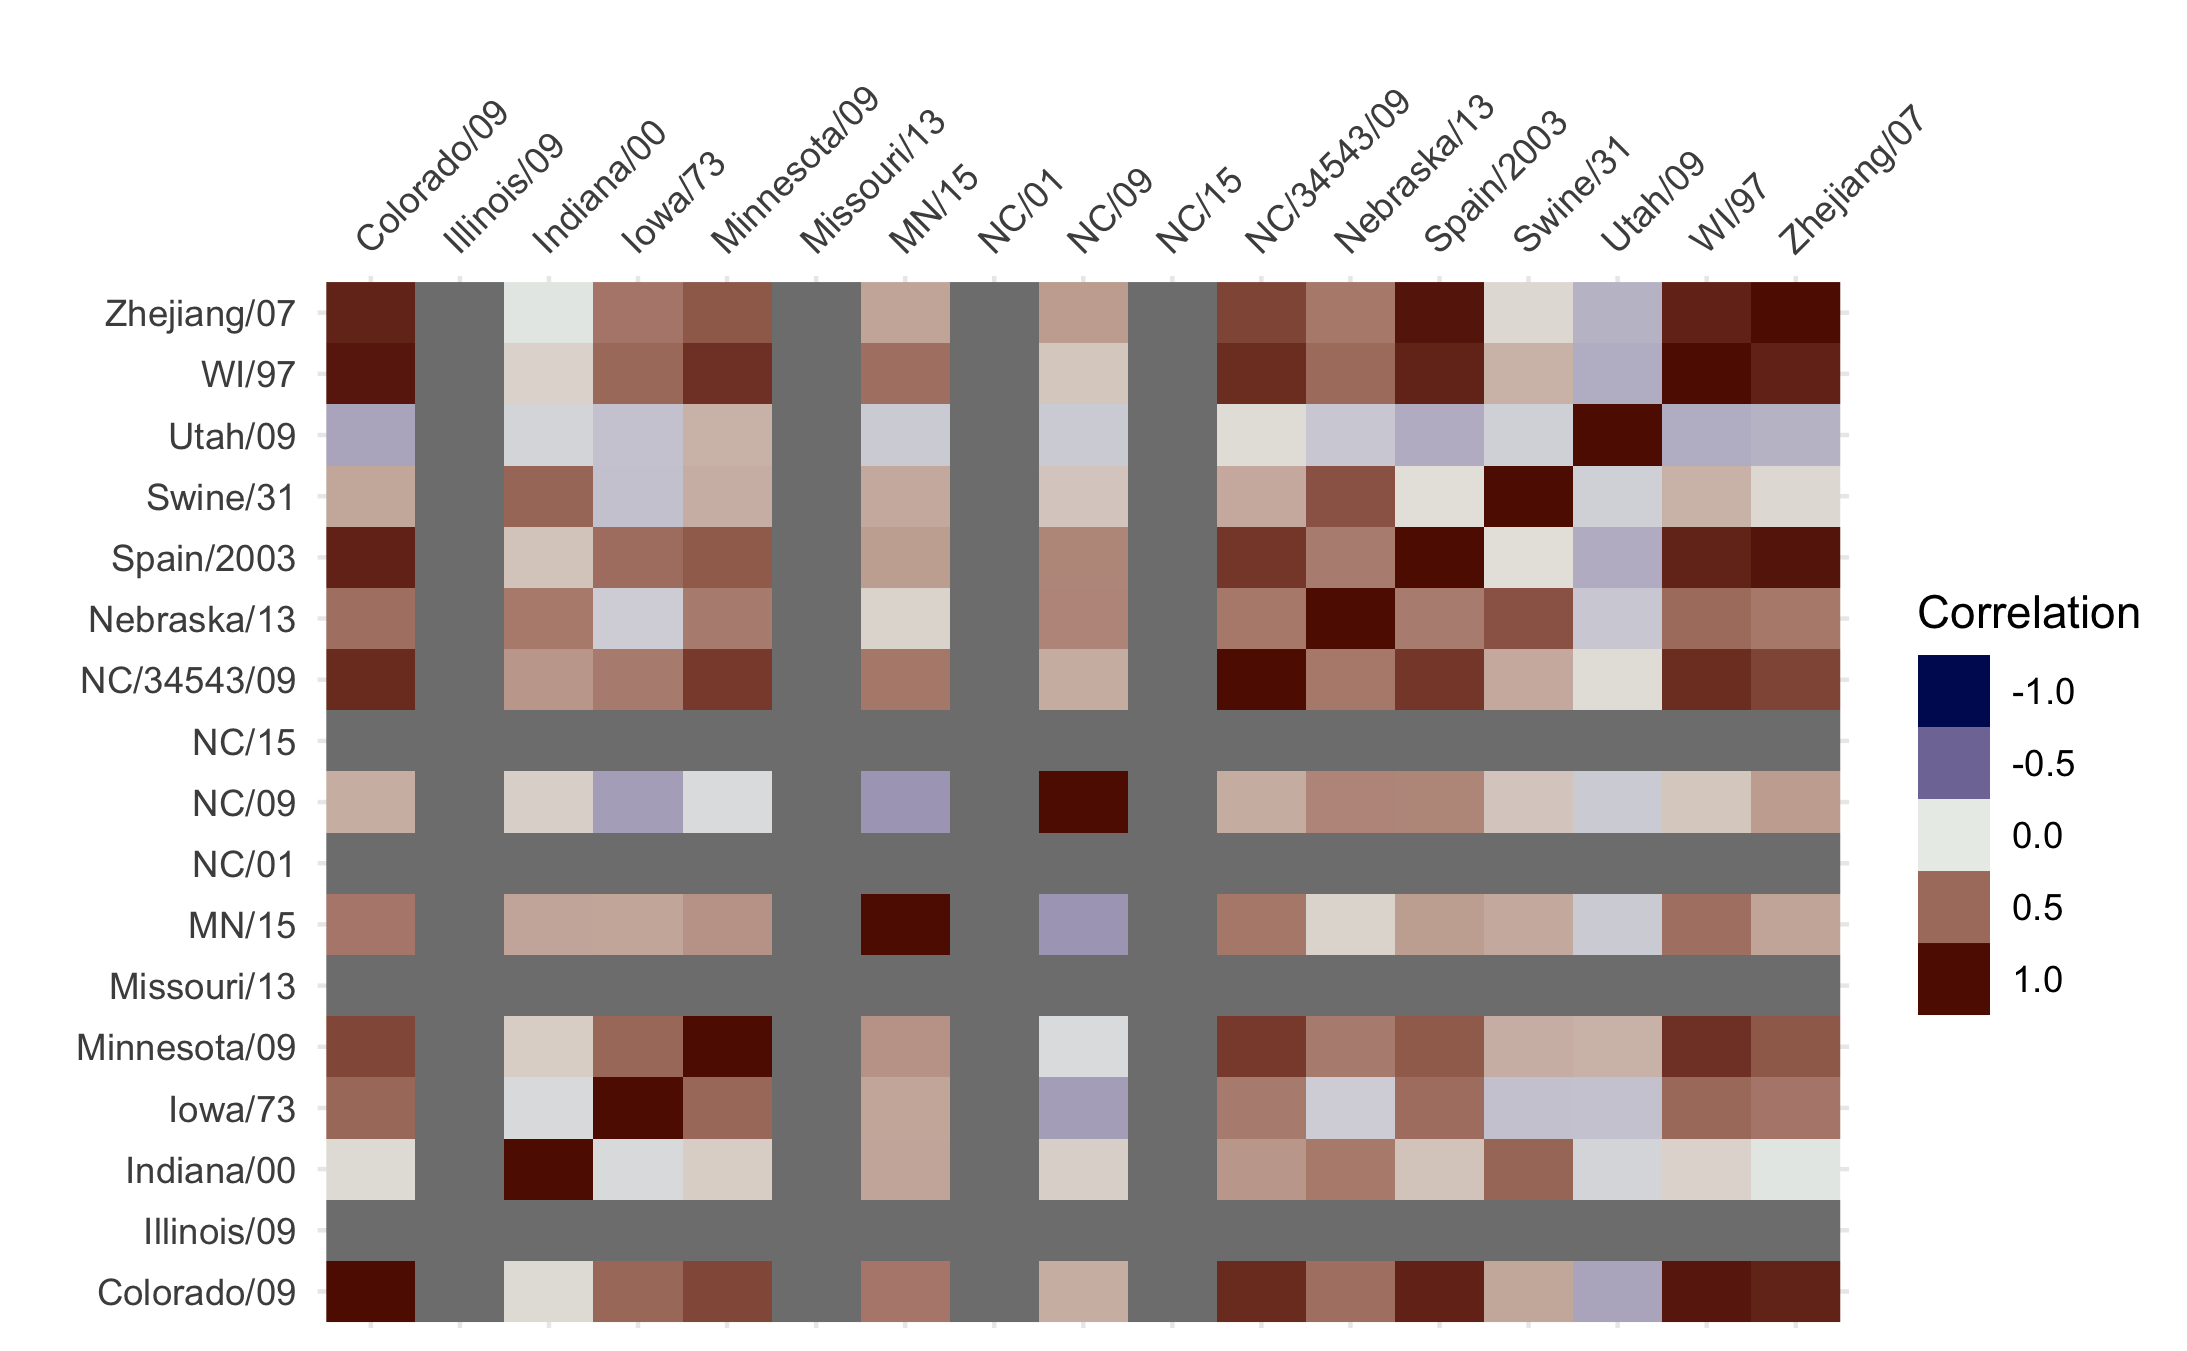 Colorado/09
Illinois/09
Indiana/00
Iowa/73
Minnesota/09
Missouri/13
MN/15
NC/01
NC/09
NC/15
NC/34543/09
Nebraska/13
Spain/2003
Swine/31
Utah/09
WI/97
Zhejiang/07
Zhejiang/07
WI/97
Utah/09
Swine/31
Spain/2003
Nebraska/13
NC/34543/09
NC/15
NC/09
NC/01
MN/15
Missouri/13
Minnesota/09
Iowa/73
Indiana/00
Illinois/09
Colorado/09
Correlation
-1.0
-0.5
0.0
0.5
1.0